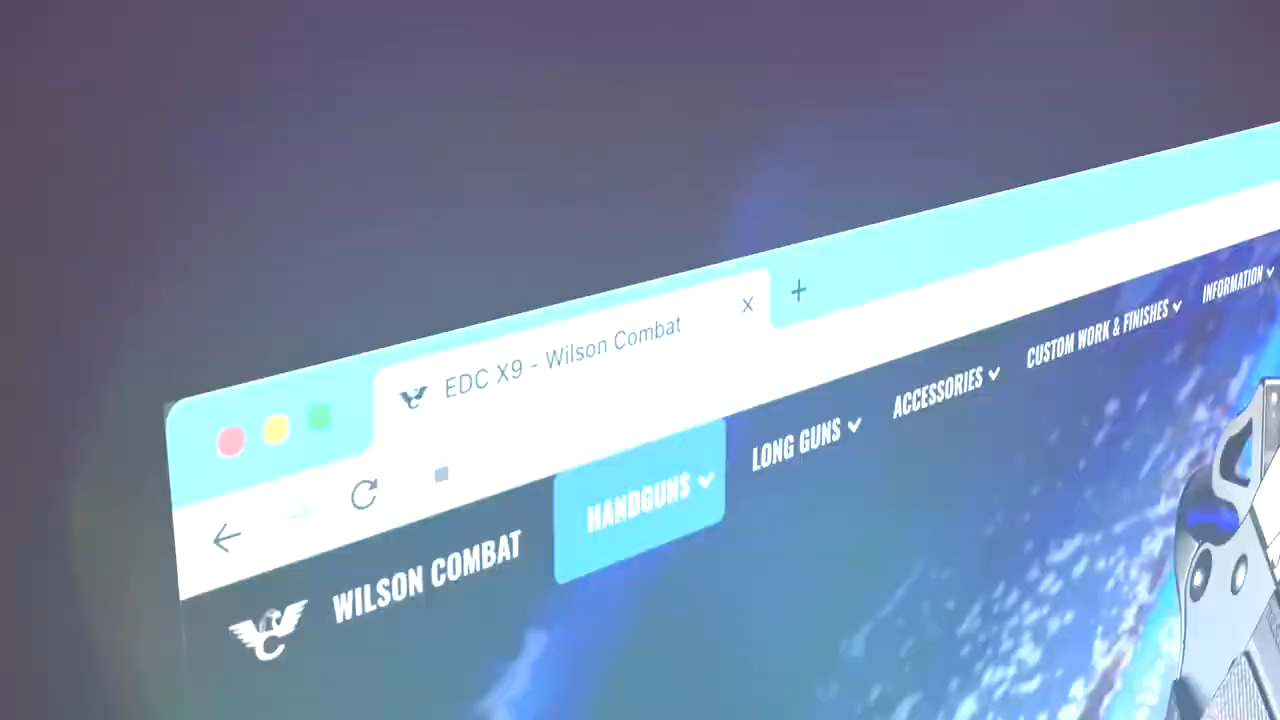 EDC X9 - Wilson Combat
WILSON COMBAT
HANDGUNS
LONG GUNS
ACCESSORIES
CUSTOM WORK & FINISHES
INFORMATION